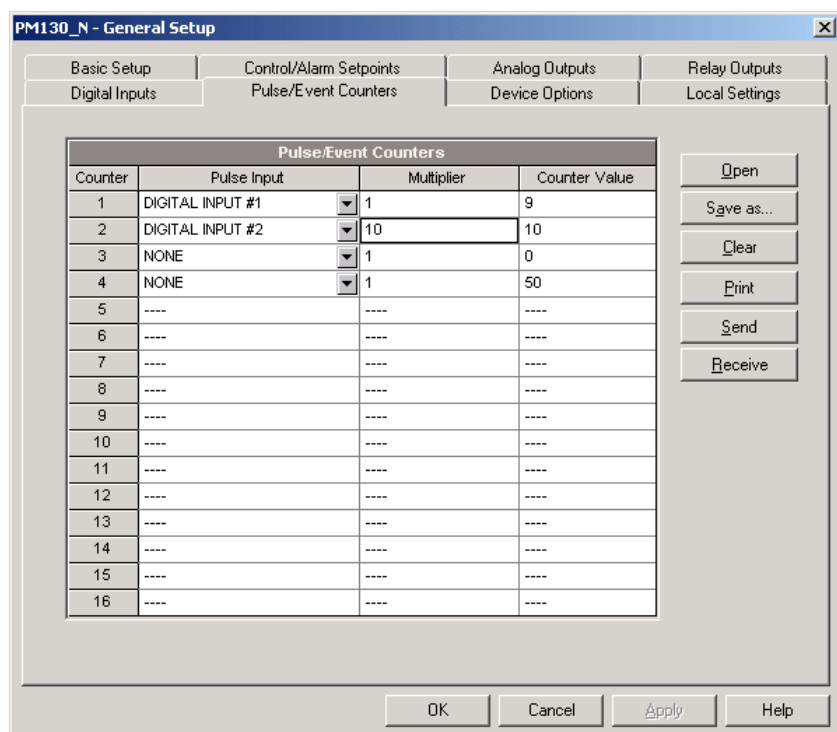 PM130_N - General Setup
Basic Setup Control/Alarm Setpoints Analog Outputs Relay Outputs
Digital Inputs Pulse/Event Counters Device Options Local Settings
Pulse/Event Counters
Counter Pulse Input Multiplier Counter Value
1 DIGITAL INPUT #1 1 9
2 DIGITAL INPUT #2 10 10
3 NONE 1 0
4 NONE 1 50
5 ---- ---- ----
6 ---- ---- ----
7 ---- ---- ----
8 ---- ---- ----
9 ---- ---- ----
10 ---- ---- ----
11 ---- ---- ----
12 ---- ---- ----
13 ---- ---- ----
14 ---- ---- ----
15 ---- ---- ----
16 ---- ---- ----
Open
Save as...
Clear
Print
Send
Receive
OK Cancel Apply Help